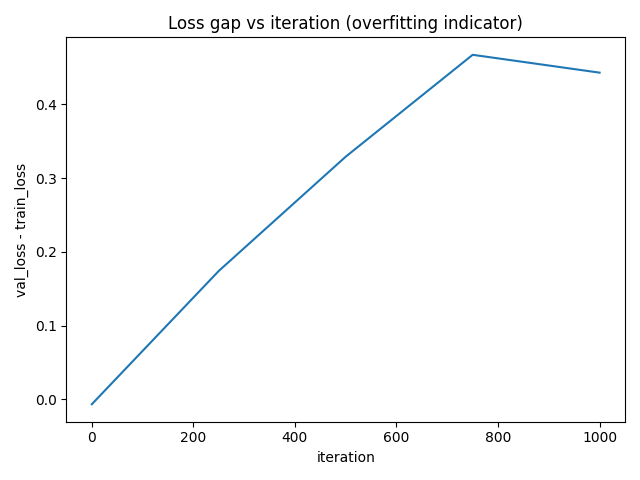 Loss gap vs iteration (overfitting indicator)
val_loss - train_loss
0.4
0.3
0.2
0.1
0.0
0 200 400 600 800 1000
iteration